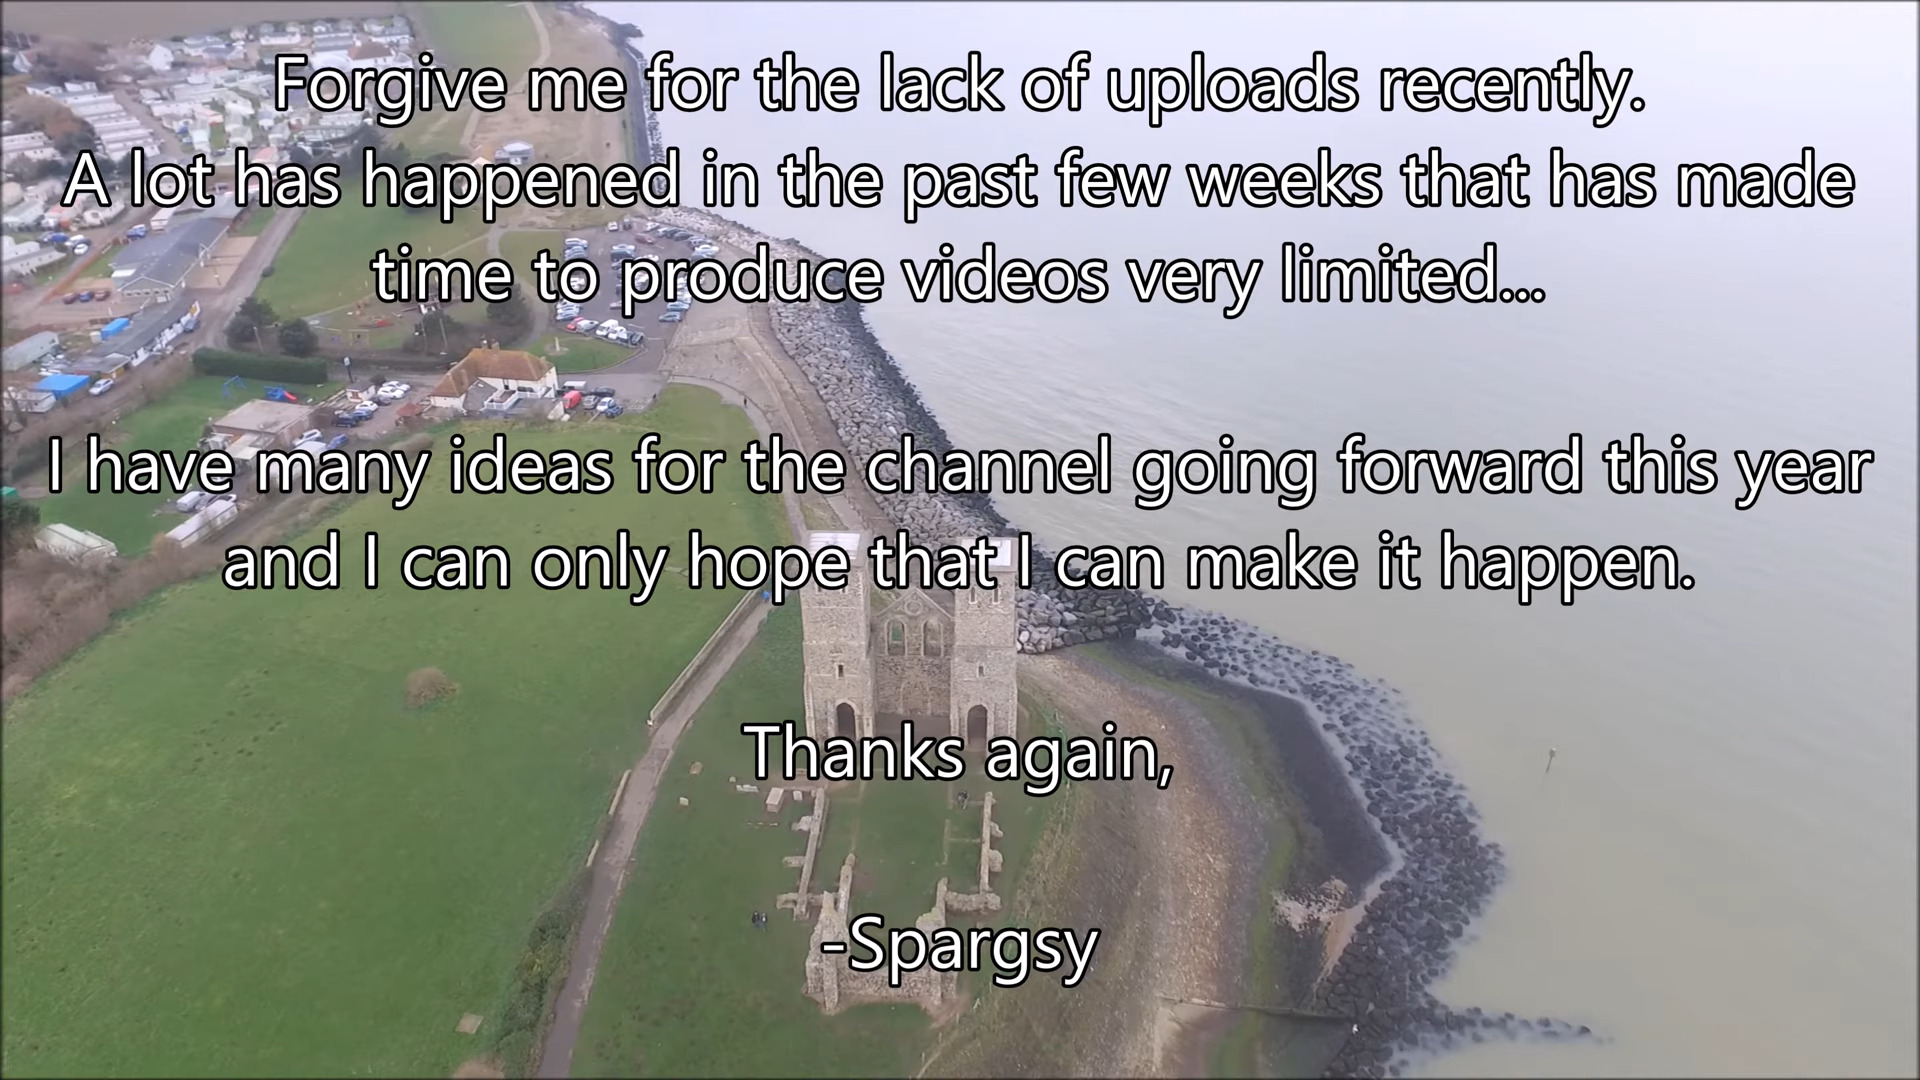 Forgive me for the lack of uploads recently.
A lot has happened in the past few weeks that has made
time to produce videos very limited...
I have many ideas for the channel going forward this year
and I can only hope that I can make it happen.
Thanks again,
-Spargsy